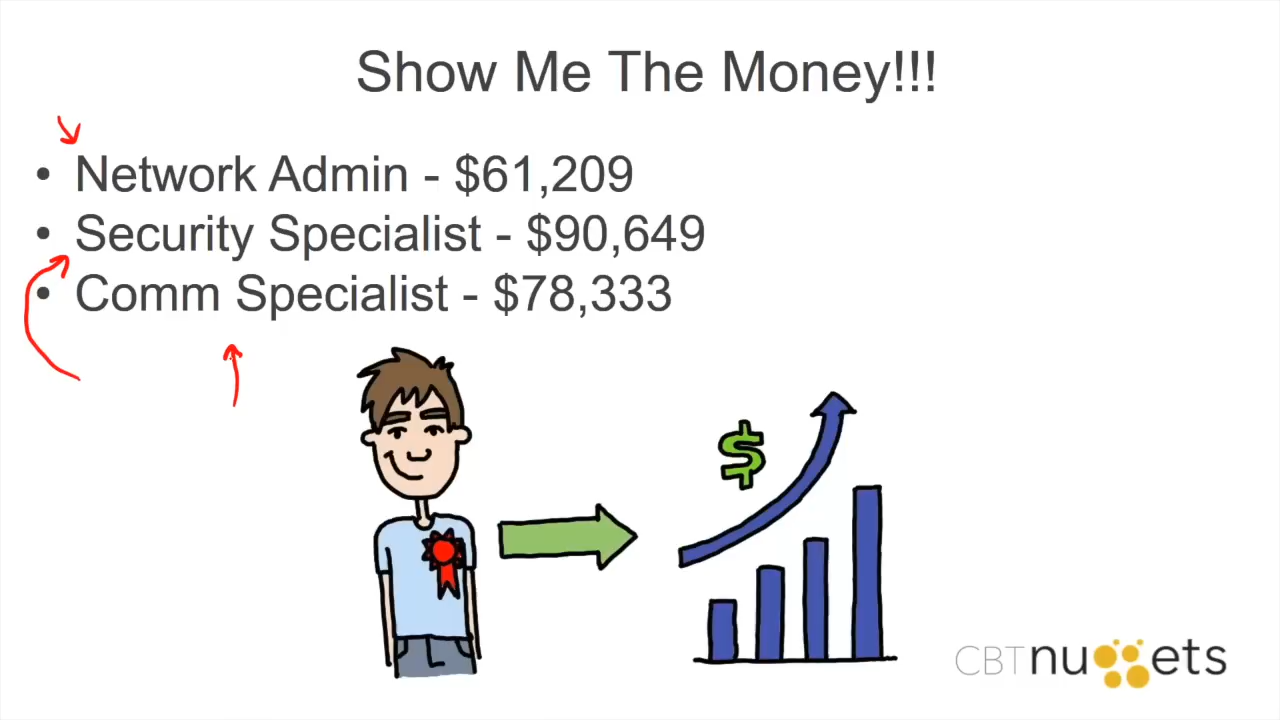 Show Me The Money!!!
• Network Admin - $61,209
• Security Specialist - $90,649
• Comm Specialist - $78,333
$
CBTnuggets